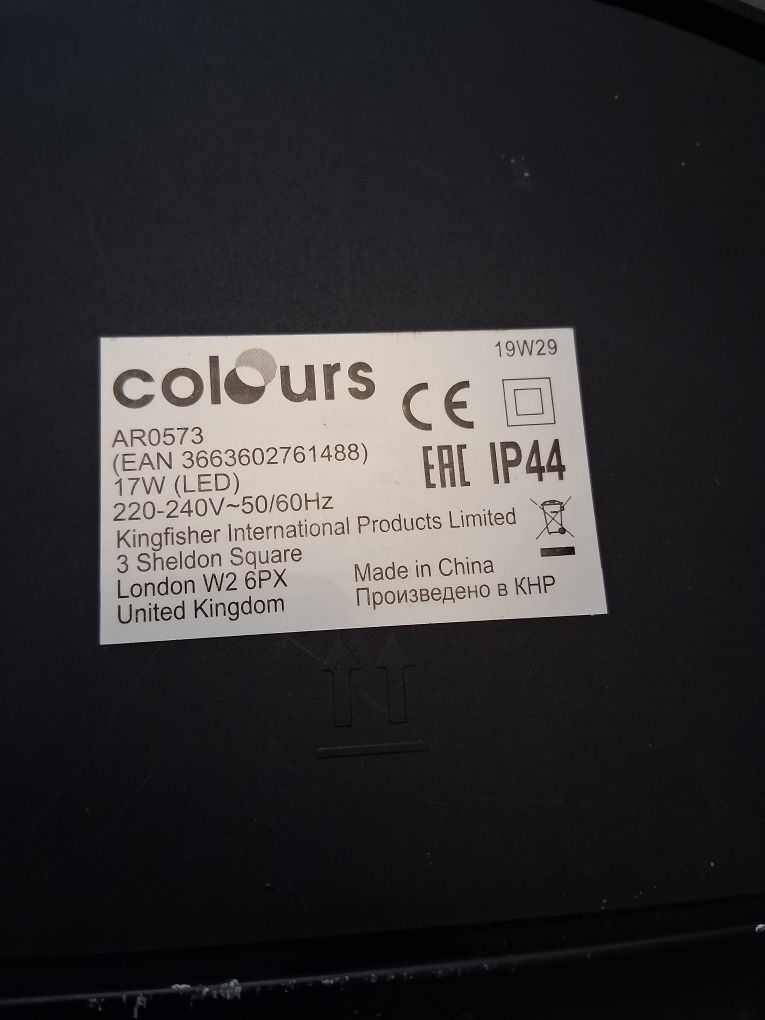 19W29
colours
CE
AR0573
(EAN 3663602761488)
EAC IP44
17W (LED)
220-240V~50/60Hz
Kingfisher International Products Limited
3 Sheldon Square
London W2 6PX
United Kingdom
Made in China
Произведено в КНР